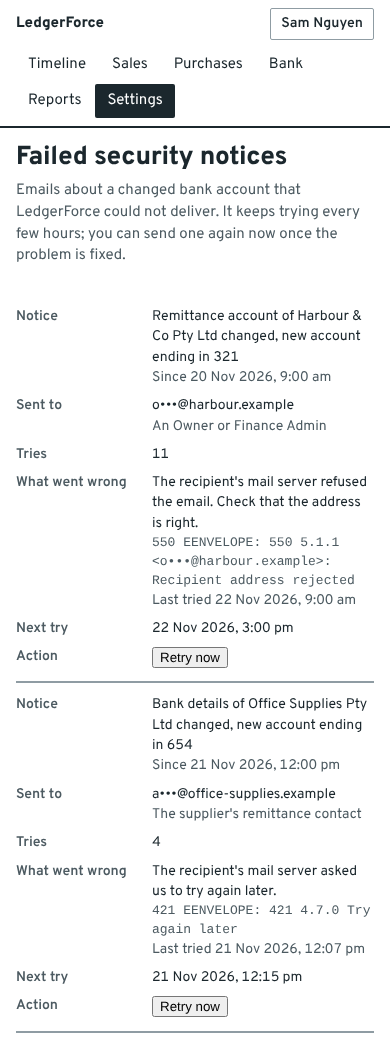 LedgerForce
Sam Nguyen
Timeline Sales Purchases Bank
Reports Settings
Failed security notices
Emails about a changed bank account that
LedgerForce could not deliver. It keeps trying every
few hours; you can send one again now once the
problem is fixed.
Notice
Remittance account of Harbour &
Co Pty Ltd changed, new account
ending in 321
Since 20 Nov 2026, 9:00 am
Sent to
o•••@harbour.example
An Owner or Finance Admin
Tries
11
What went wrong
The recipient's mail server refused
the email. Check that the address
is right.
550 EENVELOPE: 550 5.1.1
<o•••@harbour.example>:
Recipient address rejected
Last tried 22 Nov 2026, 9:00 am
Next try
22 Nov 2026, 3:00 pm
Action
Retry now
Notice
Bank details of Office Supplies Pty
Ltd changed, new account ending
in 654
Since 21 Nov 2026, 12:00 pm
Sent to
a•••@office-supplies.example
The supplier's remittance contact
Tries
4
What went wrong
The recipient's mail server asked
us to try again later.
421 EENVELOPE: 421 4.7.0 Try
again later
Last tried 21 Nov 2026, 12:07 pm
Next try
21 Nov 2026, 12:15 pm
Action
Retry now